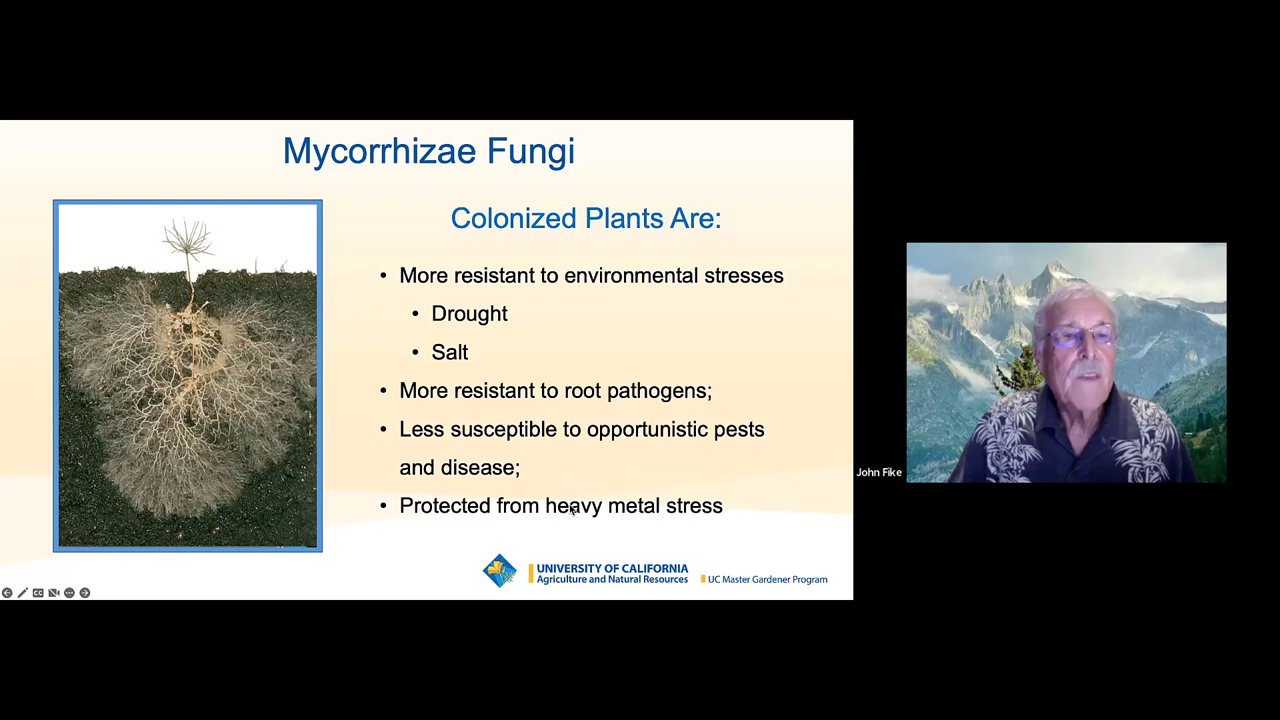 Mycorrhizae Fungi
Colonized Plants Are:
• More resistant to environmental stresses
• Drought
• Salt
• More resistant to root pathogens;
• Less susceptible to opportunistic pests
and disease;
• Protected from heavy metal stress
UNIVERSITY OF CALIFORNIA
Agriculture and Natural Resources
UC Master Gardener Program
John Fike
CC